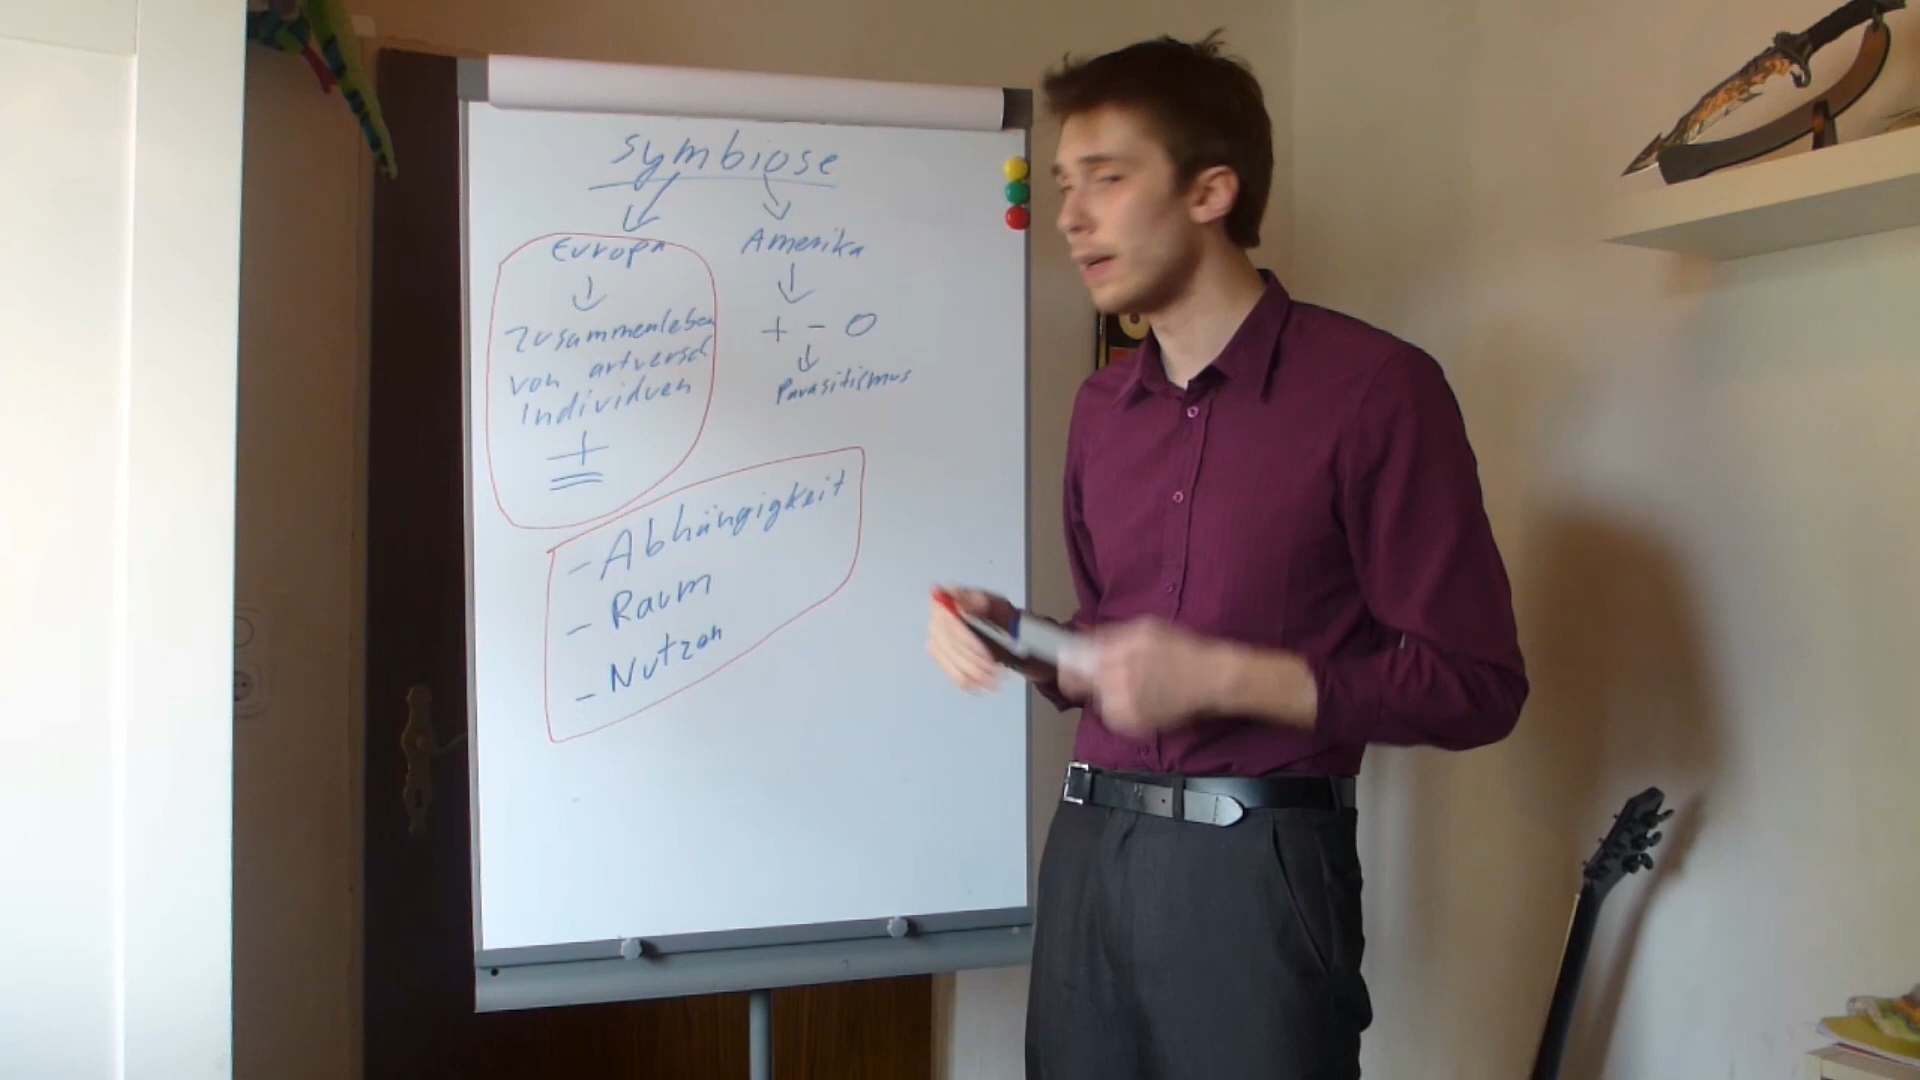 Symbiose
Europa
Zusammenleben
von artversch
Individuen
+
Amerika
+ - 0
Parasitismus
- Abhängigkeit
- Raum
- Nutzen